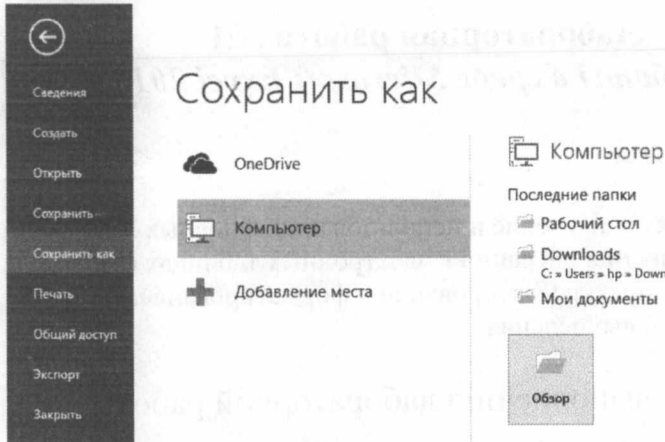 Сведения
Создать
Открыть
Сохранить
Сохранить как
Печать
Общий доступ
Экспорт
Закрыть
Сохранить как
OneDrive
Компьютер
Добавление места
Компьютер
Последние папки
Рабочий стол
Downloads
C: » Users » hp » Down
Мои документы
Обзор